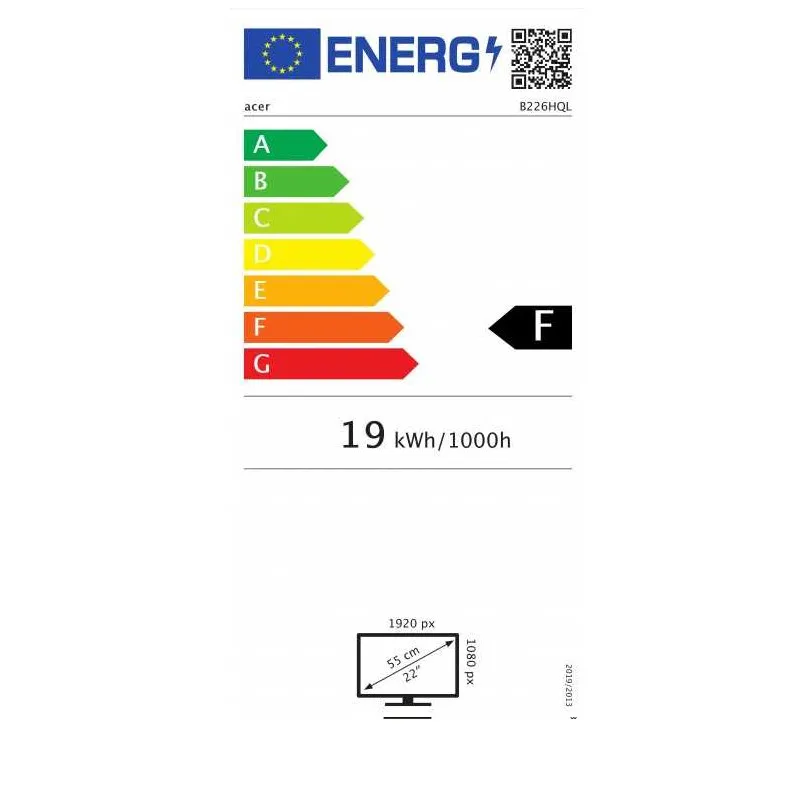 ENERG
acer B226HQL
A
B
C
D
E
F
F
G
19 kWh/1000h
1920 px
1080 px
55 cm
22"
2019/2013